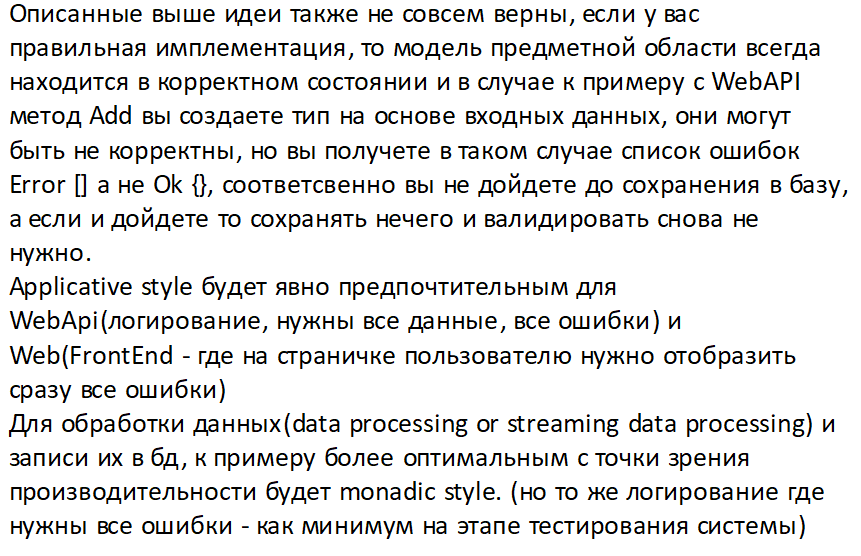 Описанные выше идеи также не совсем верны, если у вас
правильная имплементация, то модель предметной области всегда
находится в корректном состоянии и в случае к примеру с WebAPI
метод Add вы создаете тип на основе входных данных, они могут
быть не корректны, но вы получете в таком случае список ошибок
Error [] а не Ok {}, соответсвенно вы не дойдете до сохранения в базу,
а если и дойдете то сохранять нечего и валидировать снова не
нужно.
Applicative style будет явно предпочтительным для
WebApi(логирование, нужны все данные, все ошибки) и
Web(FrontEnd - где на страничке пользователю нужно отобразить
сразу все ошибки)
Для обработки данных(data processing or streaming data processing) и
записи их в бд, к примеру более оптимальным с точки зрения
производительности будет monadic style. (но то же логирование где
нужны все ошибки - как минимум на этапе тестирования системы)